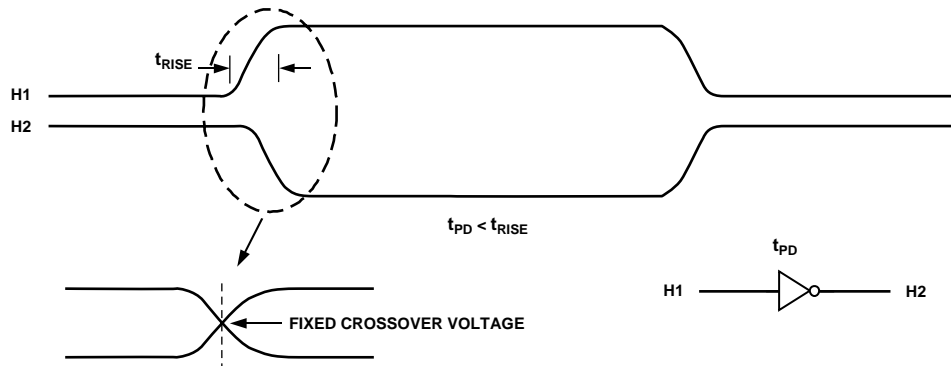 tRISE
H1
H2
tPD < tRISE
tPD
H1
H2
FIXED CROSSOVER VOLTAGE